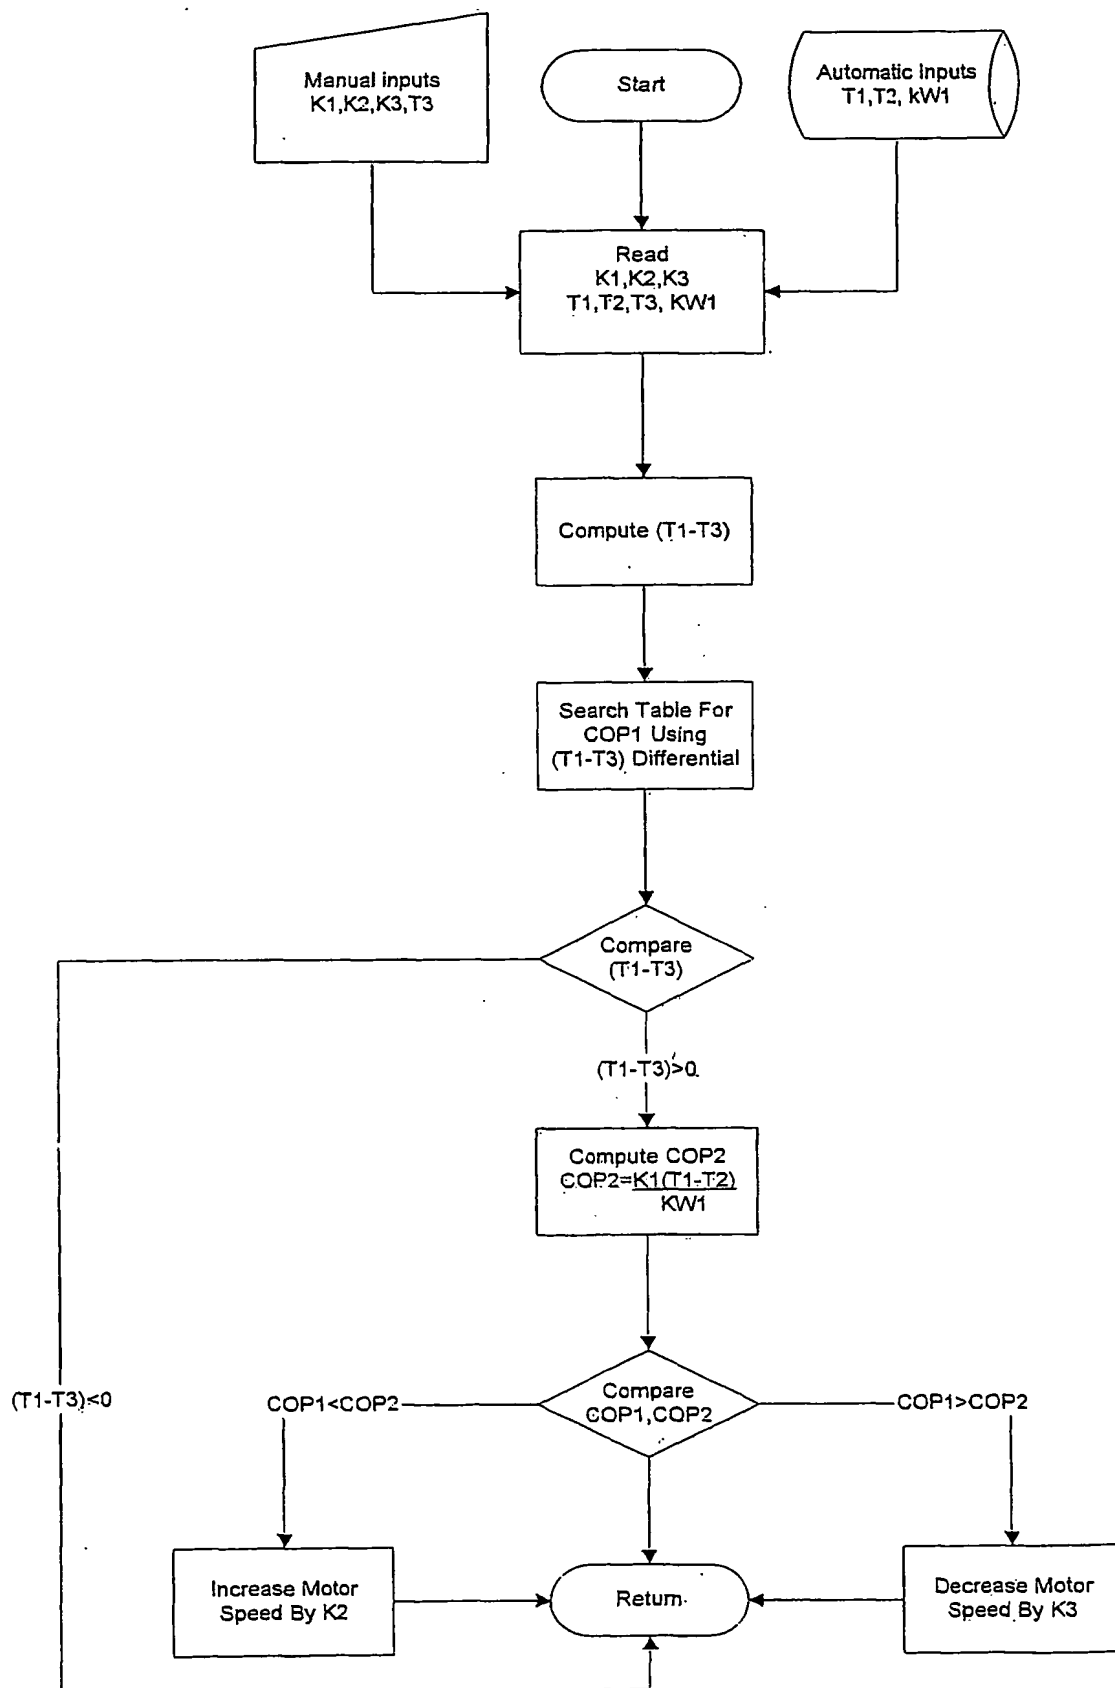 Manual inputs
K1,K2,K3,T3
Start
Automatic Inputs
T1,T2, kW1
Read
K1,K2,K3
T1,T2,T3, KW1
Compute (T1-T3)
Search Table For
COP1 Using
(T1-T3) Differential
Compare
(T1-T3)
(T1-T3)>0
Compute COP2
COP2=K1(T1-T2)
KW1
(T1-T3)<0
COP1<COP2
Compare
COP1,COP2
COP1>COP2
Increase Motor
Speed By K2
Return
Decrease Motor
Speed By K3